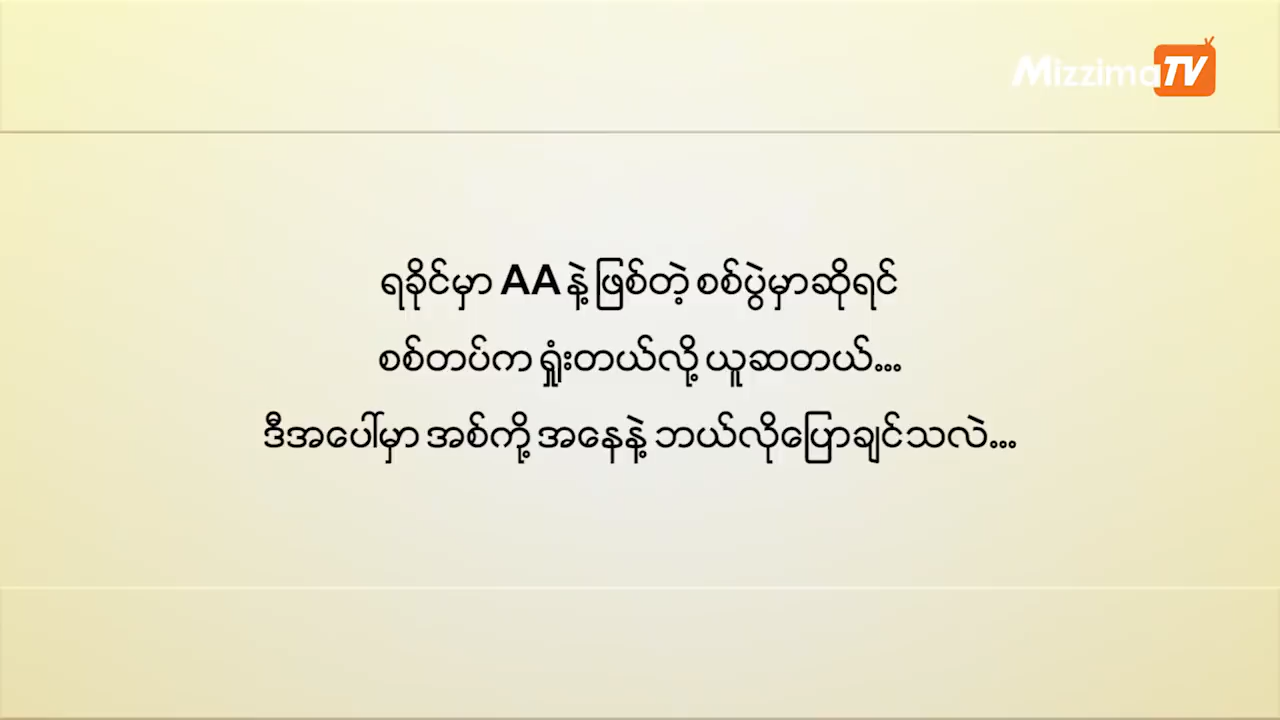 MizzimaTV
ရခိုင်မှာ AA နဲ့ ဖြစ်တဲ့ စစ်ပွဲမှာဆိုရင်
စစ်တပ်က ရှုံးတယ်လို့ ယူဆတယ်...
ဒီအပေါ်မှာ အစ်ကို့ အနေနဲ့ ဘယ်လိုပြောချင်သလဲ...